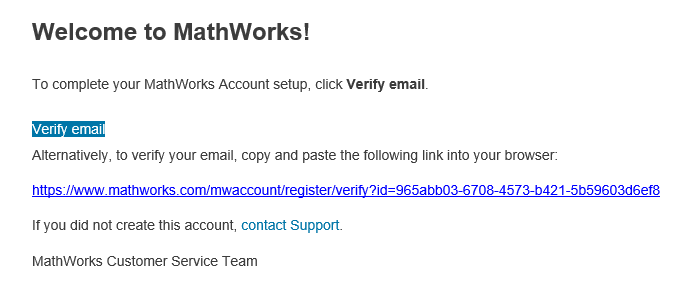 Welcome to MathWorks!
To complete your MathWorks Account setup, click Verify email.
Verify email
Alternatively, to verify your email, copy and paste the following link into your browser:
https://www.mathworks.com/mwaccount/register/verify?id=965abb03-6708-4573-b421-5b59603d6ef8
If you did not create this account, contact Support.
MathWorks Customer Service Team